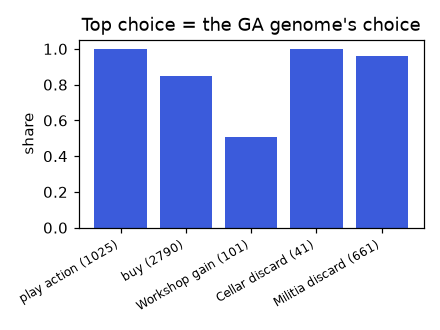 Top choice = the GA genome's choice
share
1.0
0.8
0.6
0.4
0.2
0.0
play action (1025)
buy (2790)
Workshop gain (101)
Cellar discard (41)
Militia discard (661)